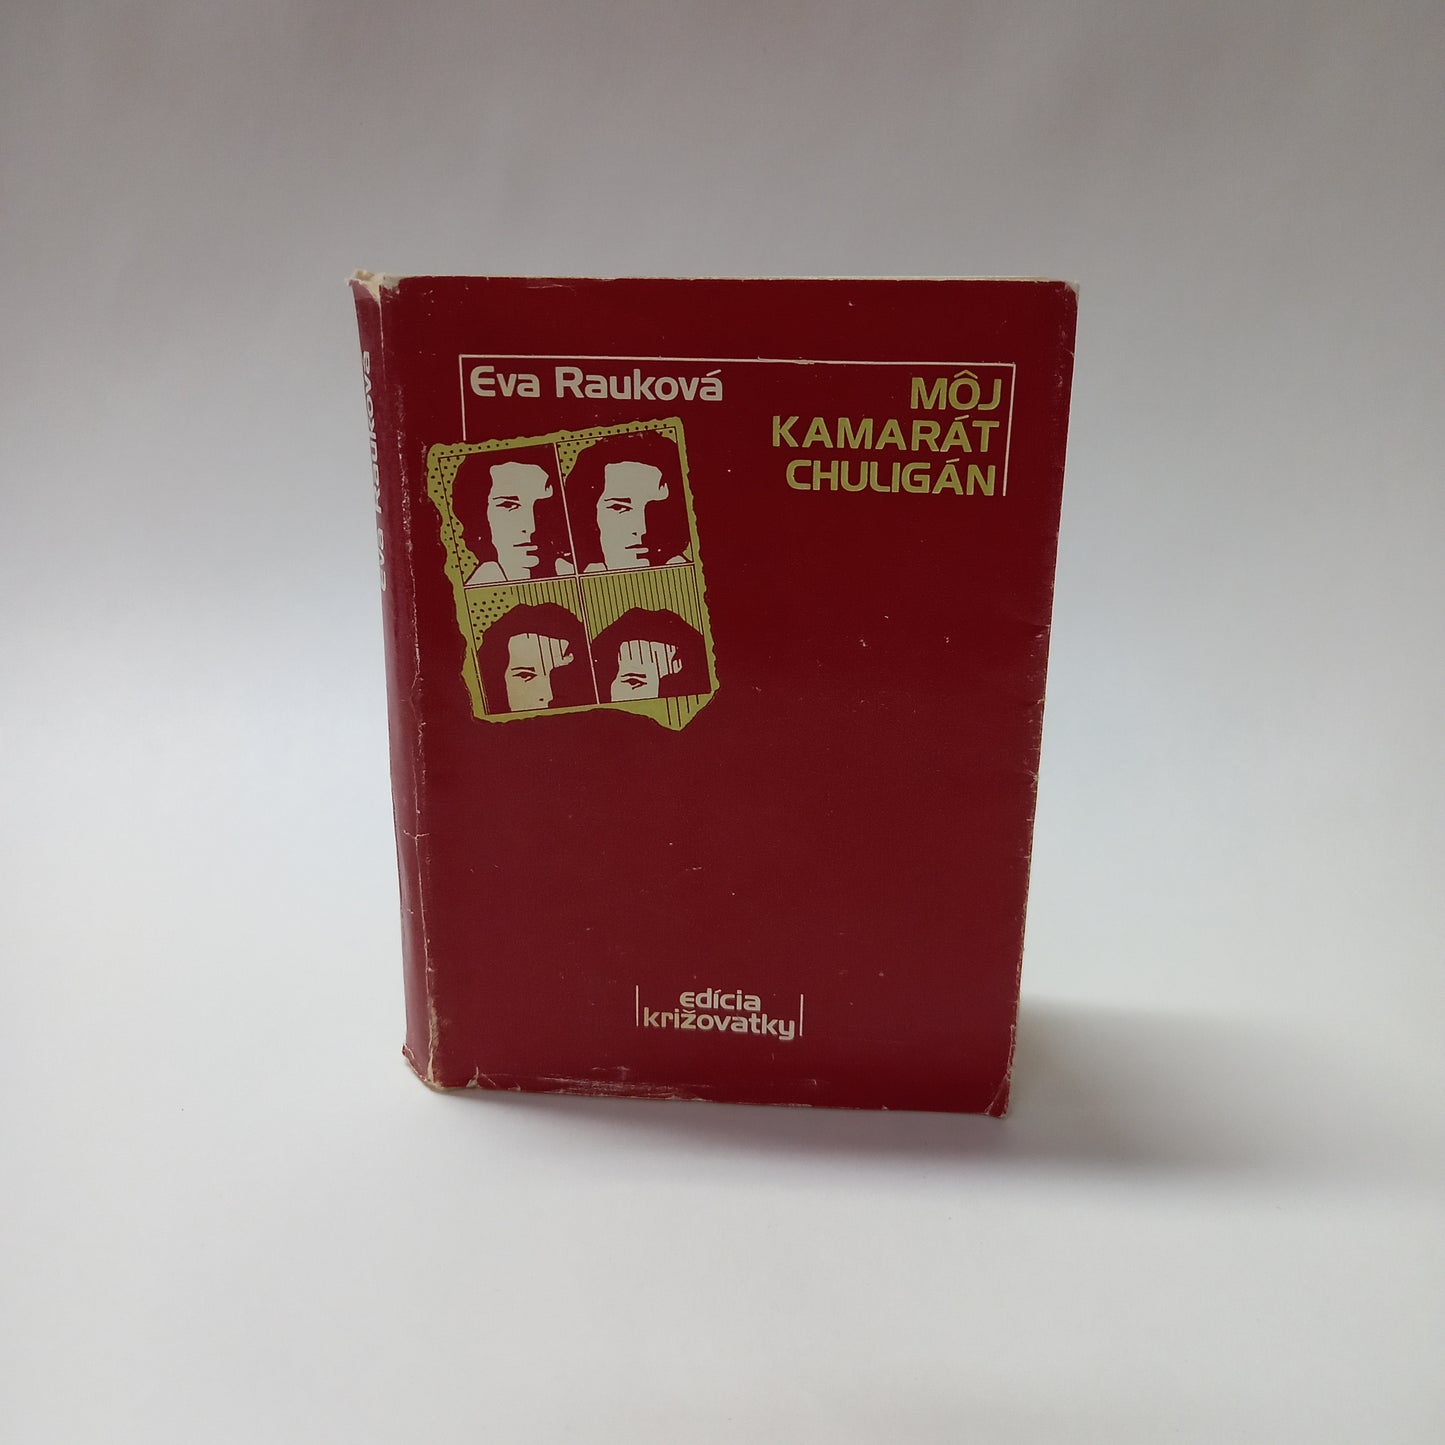 Eva Rauková
Eva Rauková
MÔJ
KAMARÁT
CHULIGÁN
edícia
križovatky